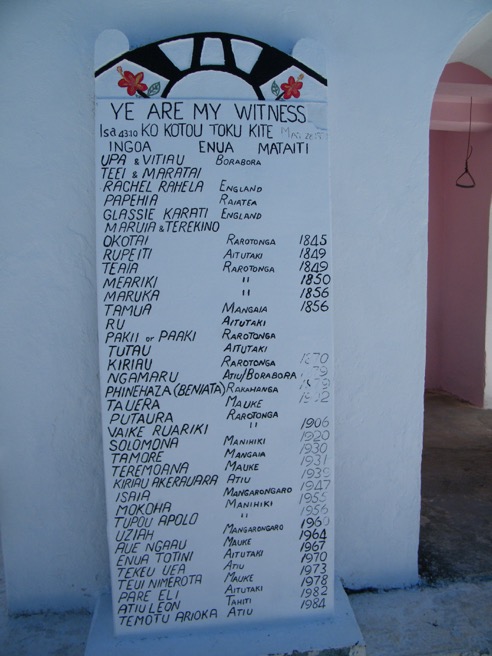 YE ARE MY WITNESS
Isa 43 10 KO KOTOU TOKU KITE
INGOA ENUA MATAITI
UPA & VITIAU BORABORA
TEEI & MARATAI
RACHEL RAHELA ENGLAND
PAPEHIA RAIATEA
GLASSIE KARATI ENGLAND
MARUIA & TEREKINO
OKOTAI RAROTONGA 1845
RUPEITI AITUTAKI 1849
TEAIA RAROTONGA 1849
MEARIKI " 1850
MARUKA " 1856
TAMUA MANGAIA 1856
RU AITUTAKI
PAKII or PAAKI RAROTONGA
TUTAU AITUTAKI
KIRIAU RAROTONGA 1870
NGAMARU ATIU/BORABORA
PHINEHAZA (BENIATA) RAKAHANGA
TAUERA MAUKE
PUTAURA RAROTONGA
VAIKE RUARIKI " 1906
SOLOMONA MANIHIKI 1920
TAMORE MANGAIA 1930
TEREMOANA MAUKE 1931
KIRIAU AKERAUARA ATIU 1939
ISAIA MANGARONGARO 1947
MOKOHA MANIHIKI 1955
TUPOU APOLO " 1956
UZIAH MANGARONGARO 1960
AUE NGARU MAUKE 1964
ENUA TOTINI AITUTAKI 1967
TEKEU UEA ATIU 1970
TEUI NIMEROTA MAUKE 1973
PARE ELI AITUTAKI 1978
ATIU LEON TAHITI 1982
TEMOTU ARIOKA ATIU 1984